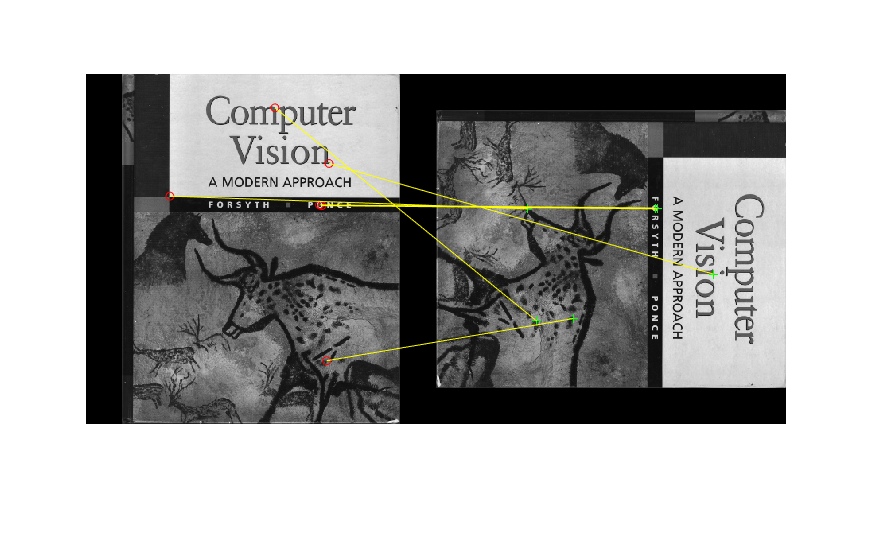 Computer
Vision
A MODERN APPROACH
FORSYTH PONCE
Computer
Vision
A MODERN APPROACH
FORSYTH PONCE